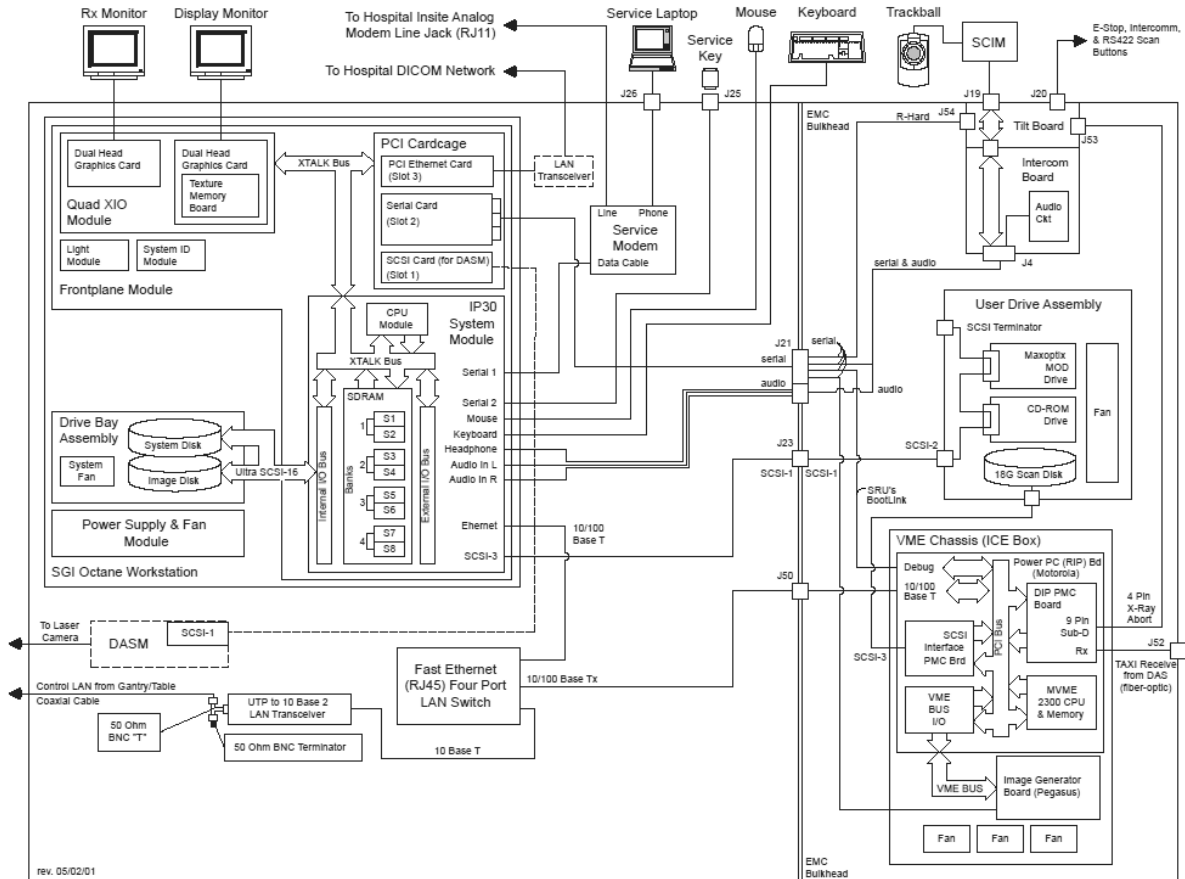 Rx Monitor
Display Monitor
To Hospital Insite Analog
Modem Line Jack (RJ11)
To Hospital DICOM Network
Service Laptop
Service
Key
Mouse
Keyboard
Trackball
SCIM
E-Stop, Intercomm,
& RS422 Scan
Buttons
J26
J25
J19
J20
EMC
Bulkhead
R-Hard
J54
Tilt Board
J53
Intercom
Board
Audio
Ckt
J4
serial & audio
Dual Head
Graphics Card
Dual Head
Graphics Card
Texture
Memory
Board
Quad XIO
Module
Light
Module
System ID
Module
Frontplane Module
XTALK Bus
PCI Cardcage
PCI Ethernet Card
(Slot 3)
Serial Card
(Slot 2)
SCSI Card (for DASM)
(Slot 1)
LAN
Transceiver
Line
Phone
Service
Modem
Data Cable
IP30
System
Module
CPU
Module
XTALK Bus
SDRAM
Banks
1
S1
S2
2
S3
S4
3
S5
S6
4
S7
S8
Internal I/O Bus
External I/O Bus
Serial 1
Serial 2
Mouse
Keyboard
Headphone
Audio In L
Audio In R
Ethernet
SCSI-3
10/100
Base T
Drive Bay
Assembly
System
Fan
System Disk
Image Disk
Ultra SCSI-16
Power Supply & Fan
Module
SGI Octane Workstation
J21
serial
serial
audio
audio
J23
SCSI-1
SCSI-1
SCSI-2
SRU's
BootLink
J50
User Drive Assembly
SCSI Terminator
Maxoptix
MOD
Drive
CD-ROM
Drive
18G Scan Disk
Fan
VME Chassis (ICE Box)
Debug
10/100
Base T
Power PC (RIP) Bd
(Motorola)
DIP PMC
Board
9 Pin
Sub-D
Rx
PCI Bus
SCSI
Interface
PMC Brd
SCSI-3
VME
BUS
I/O
MVME
2300 CPU
& Memory
VME BUS
Image Generator
Board (Pegasus)
Fan
Fan
Fan
4 Pin
X-Ray
Abort
J52
TAXI Receive
from DAS
(fiber-optic)
To Laser
Camera
DASM
SCSI-1
Control LAN from Gantry/Table
Coaxial Cable
50 Ohm
BNC "T"
UTP to 10 Base 2
LAN Transceiver
50 Ohm BNC Terminator
Fast Ethernet
(RJ45) Four Port
LAN Switch
10/100 Base Tx
10 Base T
EMC
Bulkhead
rev. 05/02/01